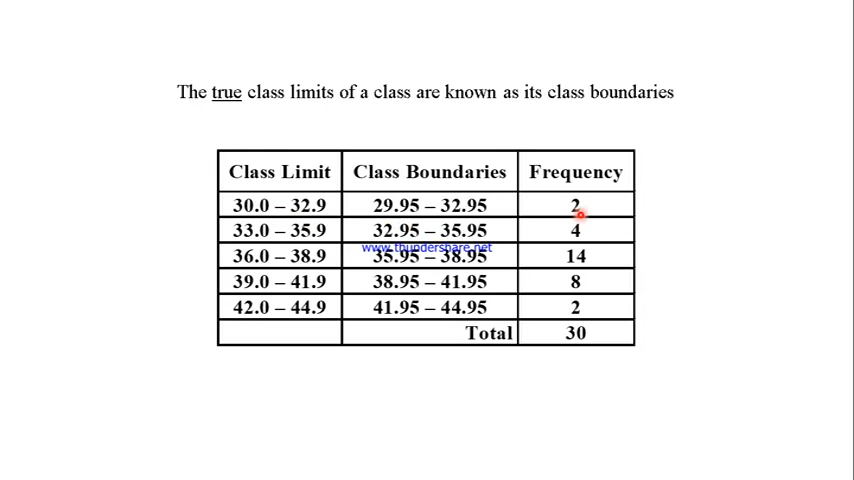 The true class limits of a class are known as its class boundaries
Class Limit Class Boundaries Frequency
30.0 – 32.9 29.95 – 32.95 2
33.0 – 35.9 32.95 – 35.95 4
www.thundershare.net
36.0 – 38.9 35.95 – 38.95 14
39.0 – 41.9 38.95 – 41.95 8
42.0 – 44.9 41.95 – 44.95 2
Total 30